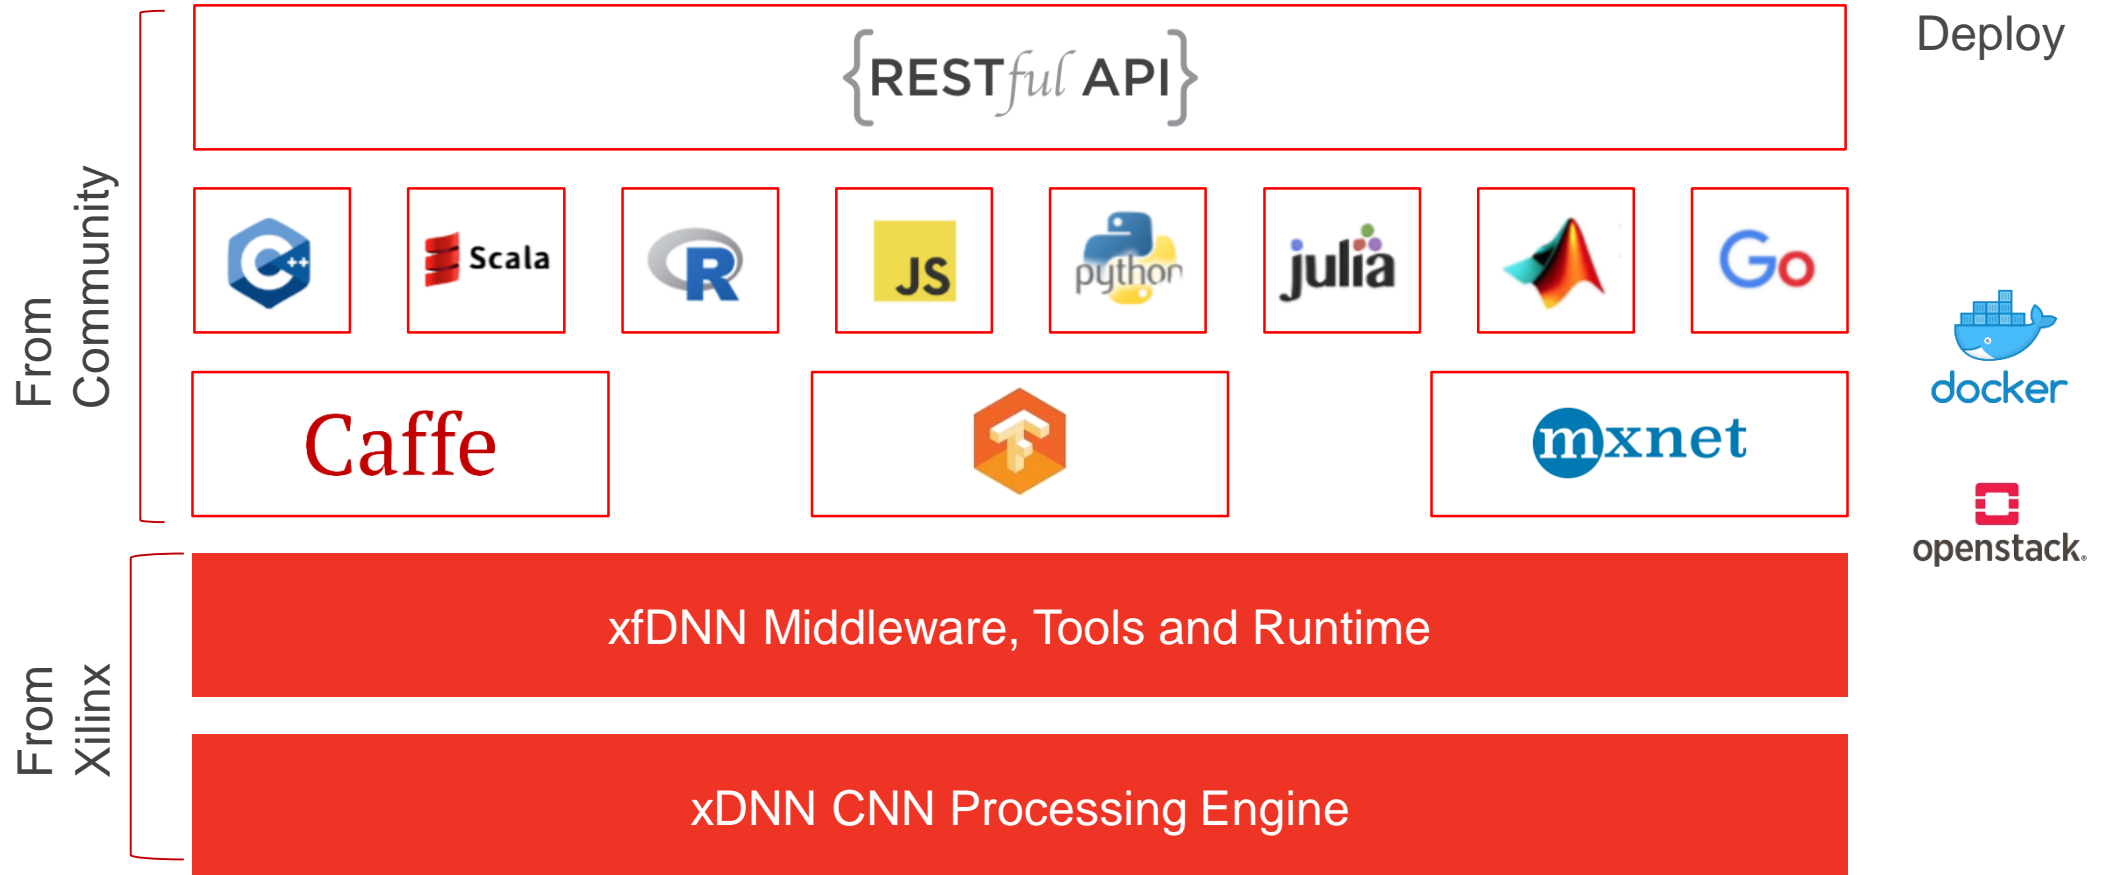 Deploy
{RESTful API}
From
Community
C++
Scala
R
JS
python
julia
Go
docker
Caffe
TF
mxnet
openstack.
xfDNN Middleware, Tools and Runtime
From
Xilinx
xDNN CNN Processing Engine